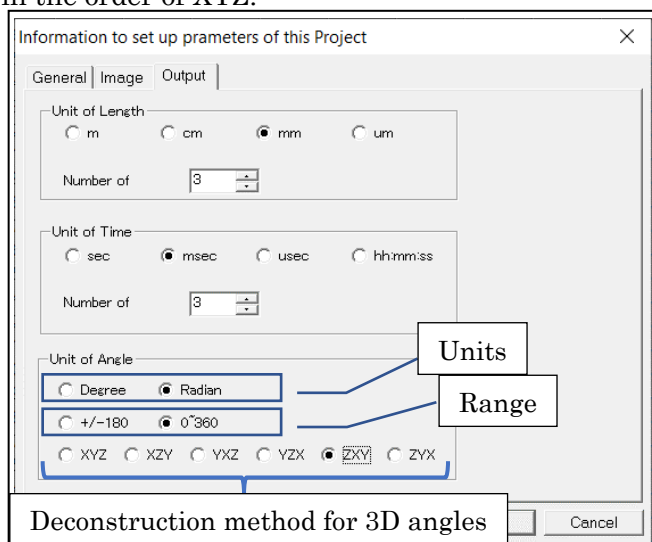 in the order of XYZ.
Information to set up prameters of this Project
General Image Output
Unit of Length
m cm mm um
Number of 3
Unit of Time
sec msec usec hh:mm:ss
Number of 3
Units
Unit of Angle
Degree Radian
Range
+/-180 0~360
XYZ XZY YXZ YZX ZXY ZYX
Deconstruction method for 3D angles
Cancel